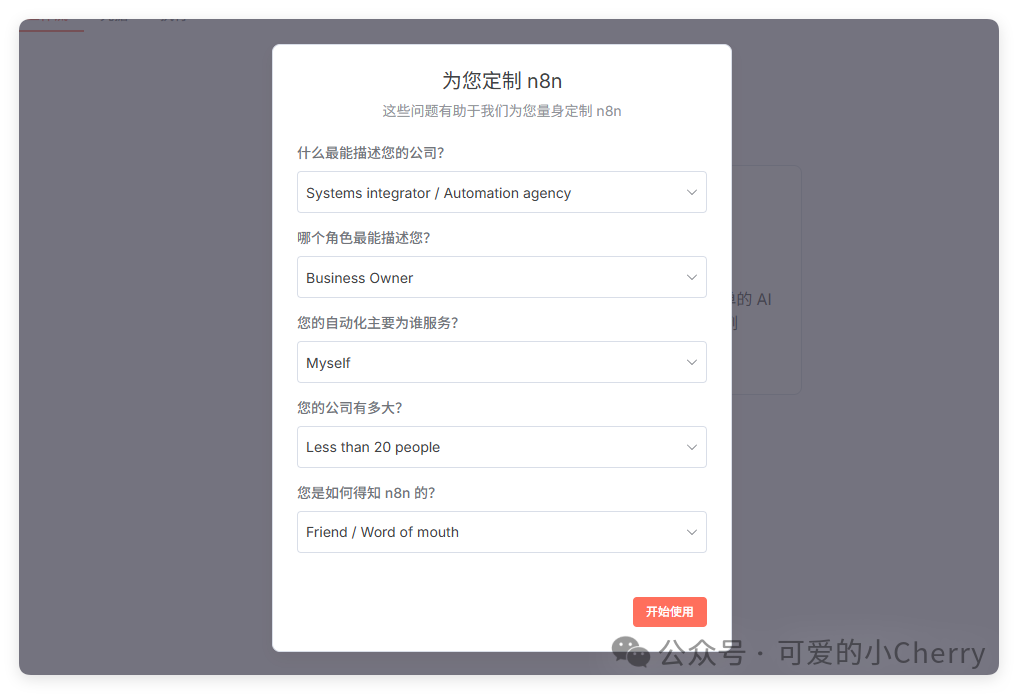 为您定制 n8n
这些问题有助于我们为您量身定制 n8n
什么最能描述您的公司？
Systems integrator / Automation agency
哪个角色最能描述您？
Business Owner
您的自动化主要为谁服务？
Myself
的 AI
您的公司有多大？
Less than 20 people
您是如何得知 n8n 的？
Friend / Word of mouth
开始使用
公众号 · 可爱的小Cherry